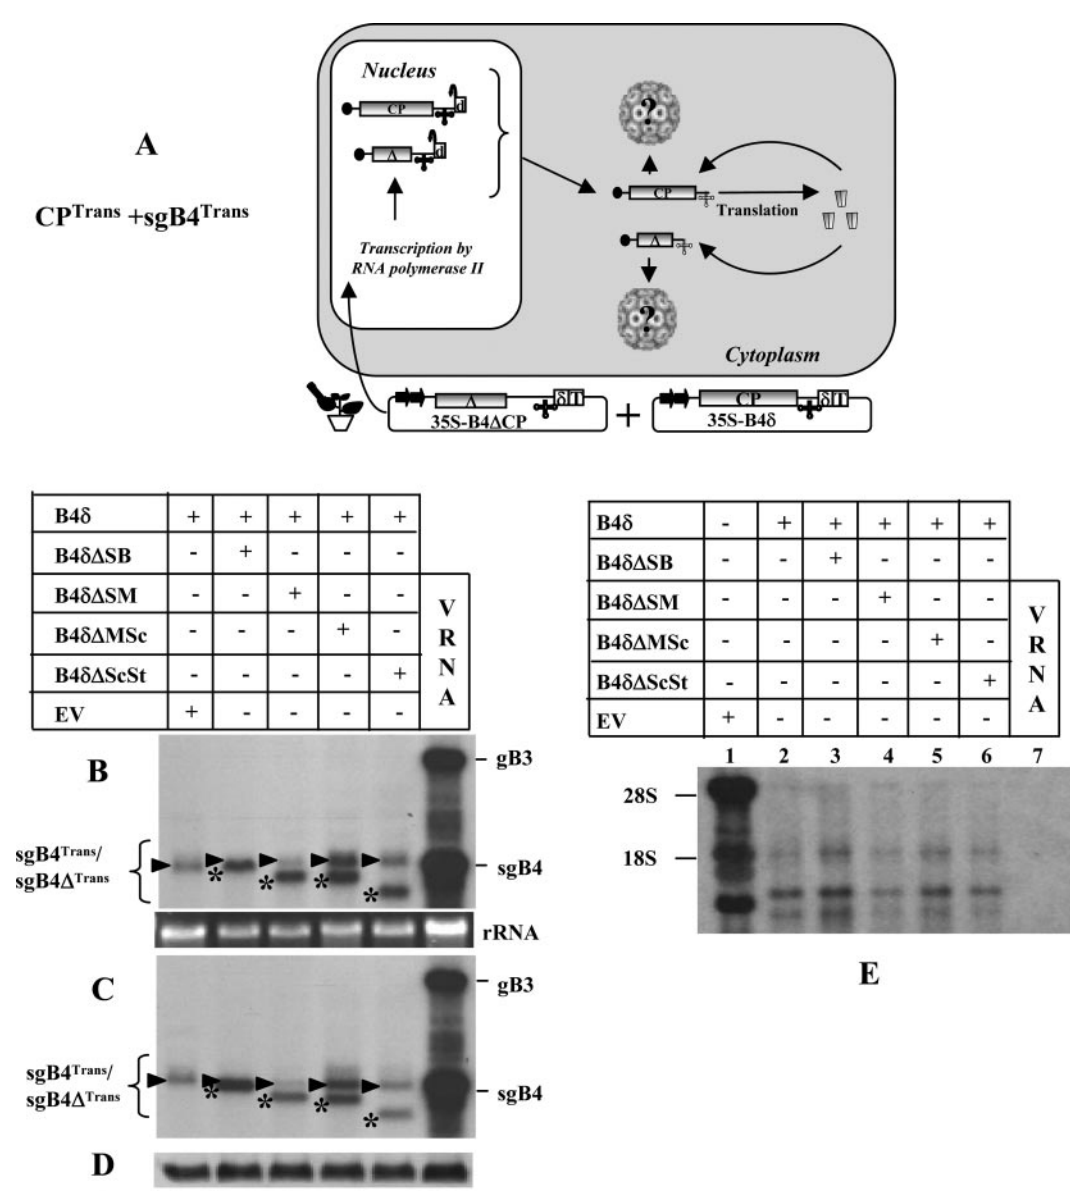 A
CP^Trans +sgB4^Trans
Nucleus
CP
d
Δ
d
Transcription by
RNA polymerase II
?
CP
Translation
Δ
?
Cytoplasm
Δ
δ T
35S-B4ΔCP
+
CP
δ T
35S-B4δ
B4δ + + + + +
B4δΔSB - + - - -
B4δΔSM - - + - -
B4δΔMSc - - - + -
B4δΔScSt - - - - +
EV + - - - -
VRNA
B
gB3
sgB4^Trans/
sgB4Δ^Trans
* * * *
sgB4
rRNA
C
gB3
sgB4^Trans/
sgB4Δ^Trans
* * * *
sgB4
D
B4δ - + + + + +
B4δΔSB - - + - - -
B4δΔSM - - - + - -
B4δΔMSc - - - - + -
B4δΔScSt - - - - - +
EV + - - - - -
VRNA
1 2 3 4 5 6 7
28S
18S
E